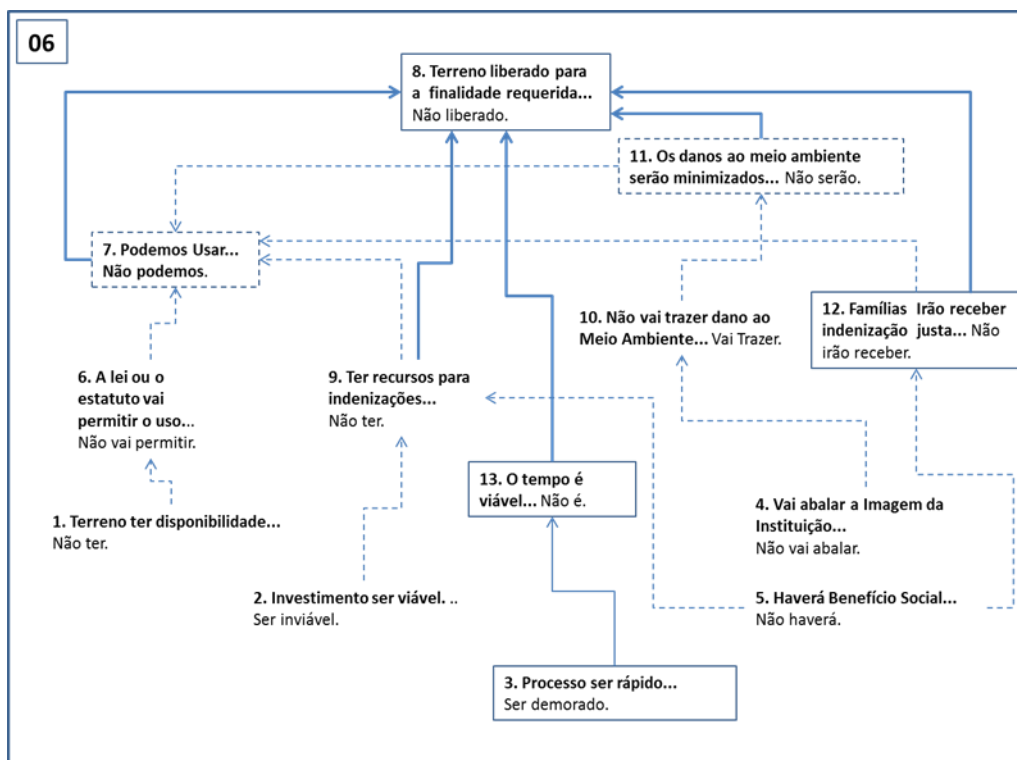 06
8. Terreno liberado para
a finalidade requerida...
Não liberado.
11. Os danos ao meio ambiente
serão minimizados... Não serão.
7. Podemos Usar...
Não podemos.
10. Não vai trazer dano ao
Meio Ambiente... Vai Trazer.
12. Famílias Irão receber
indenização justa... Não
irão receber.
6. A lei ou o
estatuto vai
permitir o uso...
Não vai permitir.
9. Ter recursos para
indenizações...
Não ter.
13. O tempo é
viável... Não é.
1. Terreno ter disponibilidade...
Não ter.
4. Vai abalar a Imagem da
Instituição...
Não vai abalar.
2. Investimento ser viável. ..
Ser inviável.
5. Haverá Benefício Social...
Não haverá.
3. Processo ser rápido...
Ser demorado.